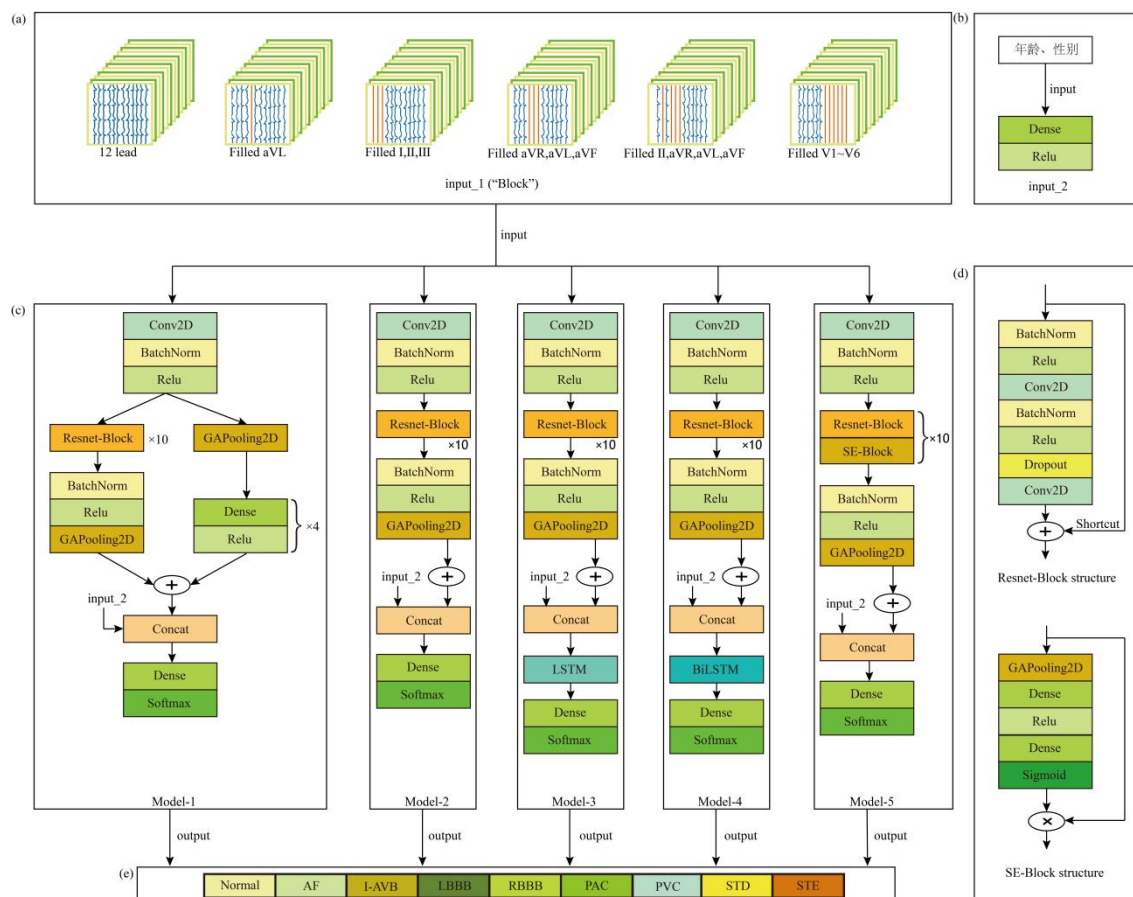 (a)
12 lead
Filled aVL
Filled I,II,III
Filled aVR,aVL,aVF
Filled II,aVR,aVL,aVF
Filled V1~V6
input_1 (“Block”)
(b)
年龄、性别
input
Dense
Relu
input_2
input
(c)
Conv2D
BatchNorm
Relu
Resnet-Block
×10
GAPooling2D
BatchNorm
Relu
GAPooling2D
Dense
Relu
×4
+
input_2
Concat
Dense
Softmax
Model-1
Conv2D
BatchNorm
Relu
Resnet-Block
×10
BatchNorm
Relu
GAPooling2D
input_2
+
Concat
Dense
Softmax
Model-2
Conv2D
BatchNorm
Relu
Resnet-Block
×10
BatchNorm
Relu
GAPooling2D
input_2
+
Concat
LSTM
Dense
Softmax
Model-3
Conv2D
BatchNorm
Relu
Resnet-Block
×10
BatchNorm
Relu
GAPooling2D
input_2
+
Concat
BiLSTM
Dense
Softmax
Model-4
Conv2D
BatchNorm
Relu
Resnet-Block
SE-Block
×10
BatchNorm
Relu
GAPooling2D
input_2
+
Concat
Dense
Softmax
Model-5
(d)
BatchNorm
Relu
Conv2D
BatchNorm
Relu
Dropout
Conv2D
Shortcut
+
Resnet-Block structure
GAPooling2D
Dense
Relu
Dense
Sigmoid
×
SE-Block structure
output
output
output
output
output
(e)
Normal
AF
I-AVB
LBBB
RBBB
PAC
PVC
STD
STE